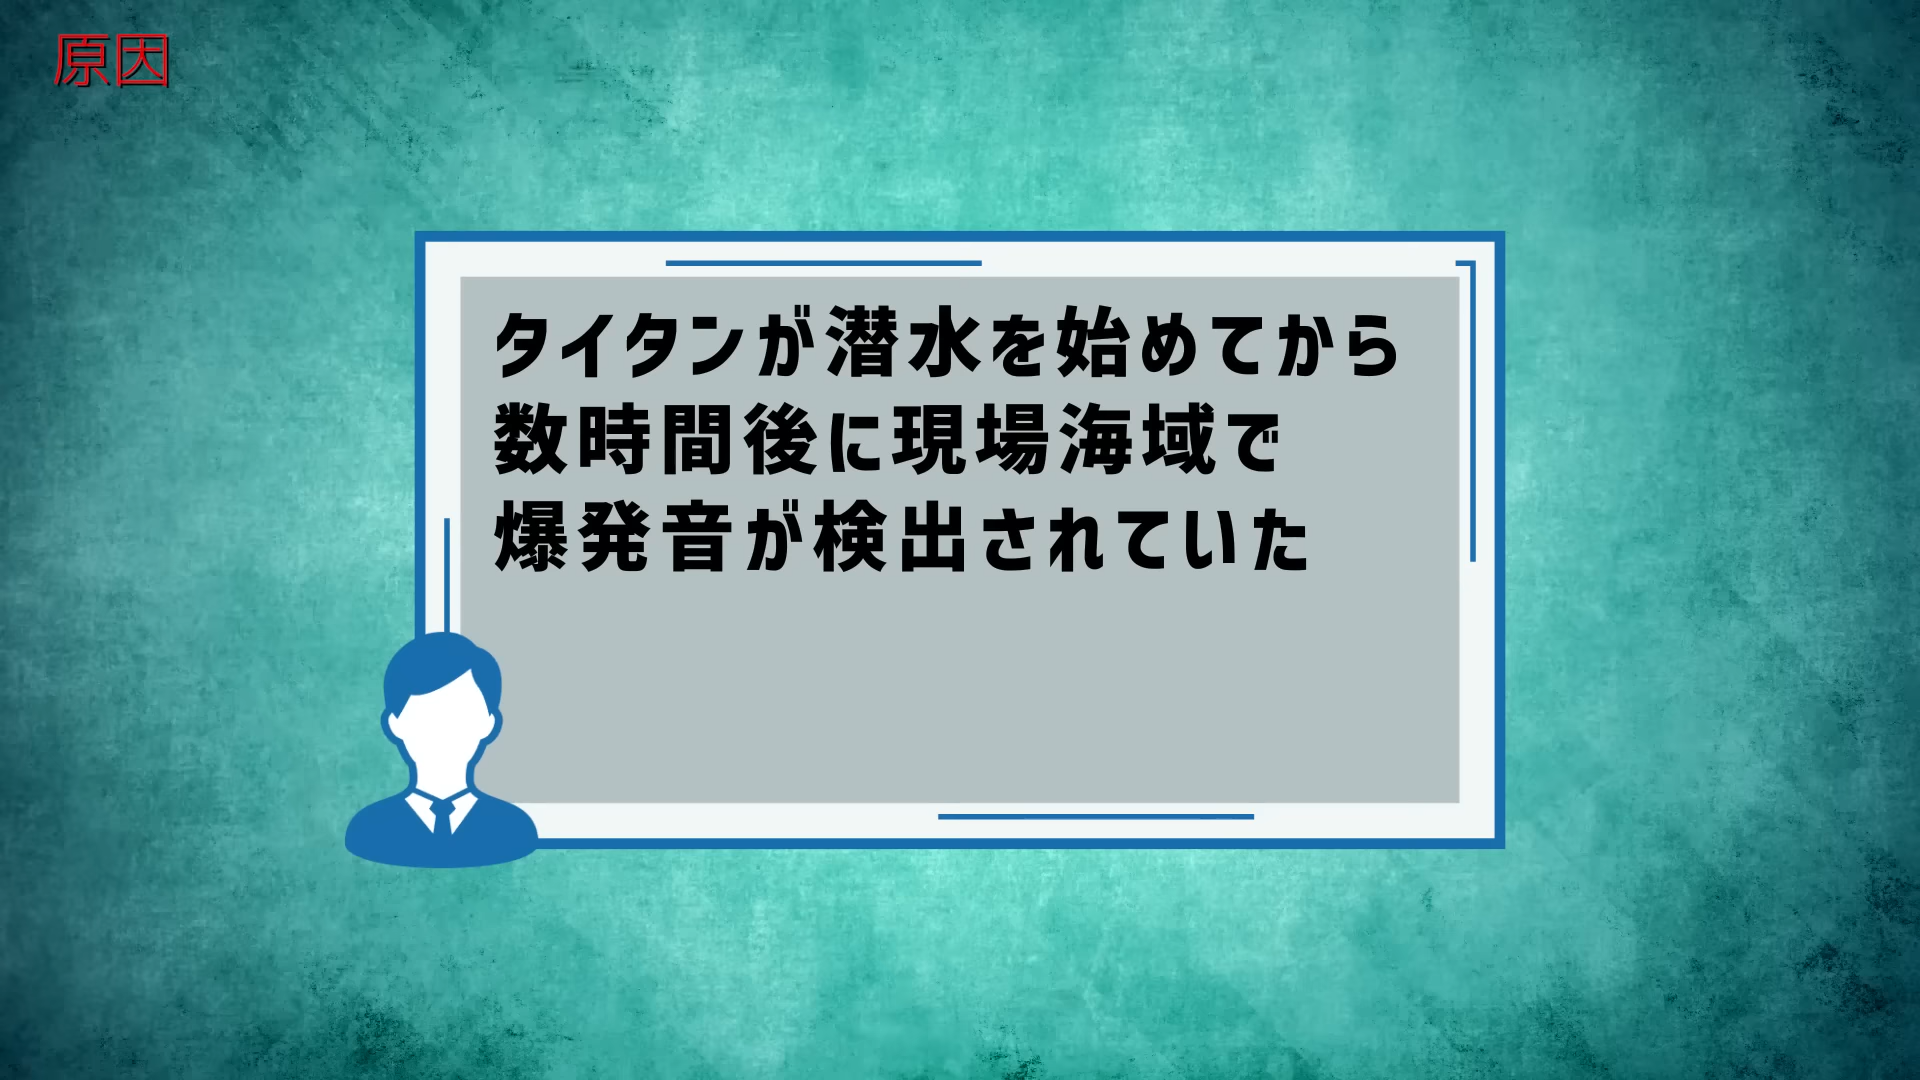 原因
タイタンが潜水を始めてから
数時間後に現場海域で
爆発音が検出されていた